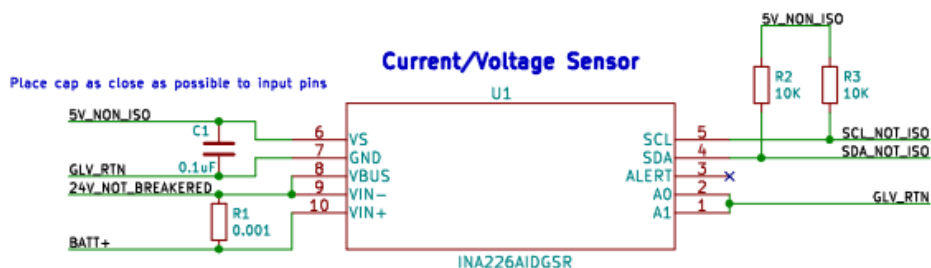 5V_NON_ISO
Current/Voltage Sensor
Place cap as close as possible to input pins
U1
R2
10K
R3
10K
5V_NON_ISO
C1
0.1uF
6
VS
SCL
5
SCL_NOT_ISO
7
GND
SDA
4
SDA_NOT_ISO
GLV_RTN
8
VBUS
ALERT
3
24V_NOT_BREAKERED
9
VIN-
A0
2
GLV_RTN
10
VIN+
A1
1
R1
0.001
BATT+
INA226AIDGSR